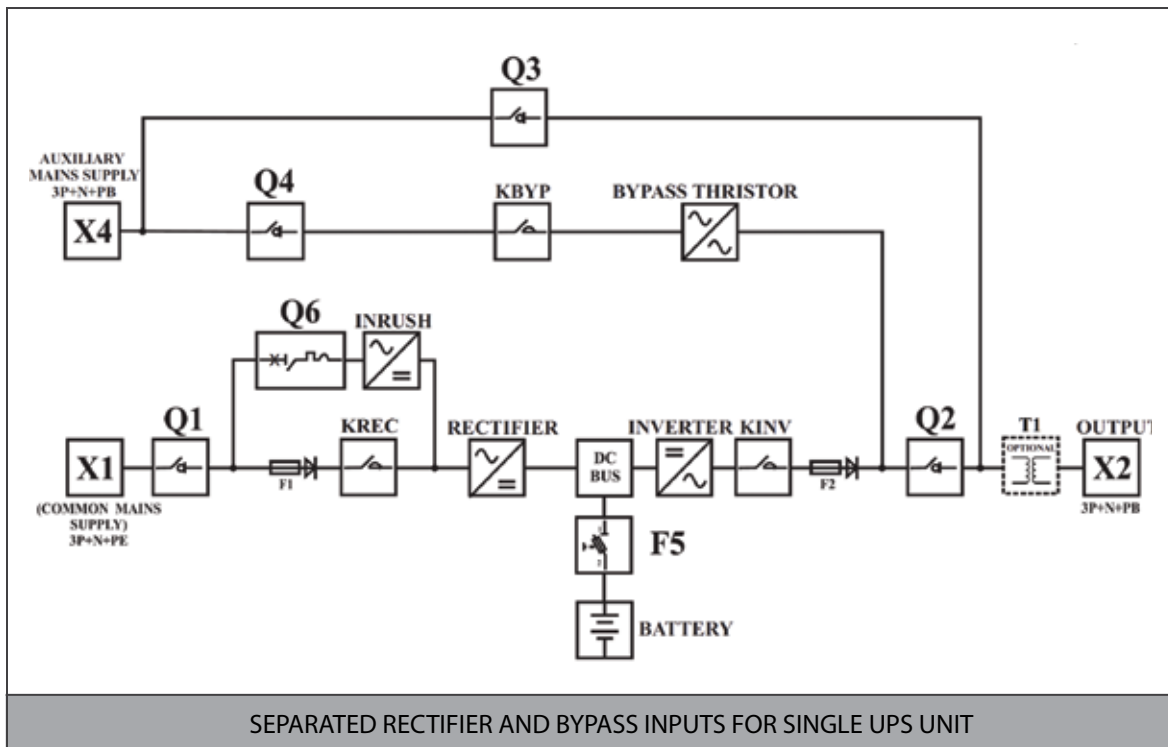 Q3
AUXILIARY
MAINS SUPPLY
3P+N+PB
X4
Q4
KBYP
BYPASS THRISTOR
Q6
INRUSH
X1
(COMMON MAINS
SUPPLY)
3P+N+PE
Q1
F1
KREC
RECTIFIER
DC
BUS
INVERTER
KINV
F2
Q2
T1
OPTIONAL
OUTPUT
X2
3P+N+PB
F5
BATTERY
SEPARATED RECTIFIER AND BYPASS INPUTS FOR SINGLE UPS UNIT